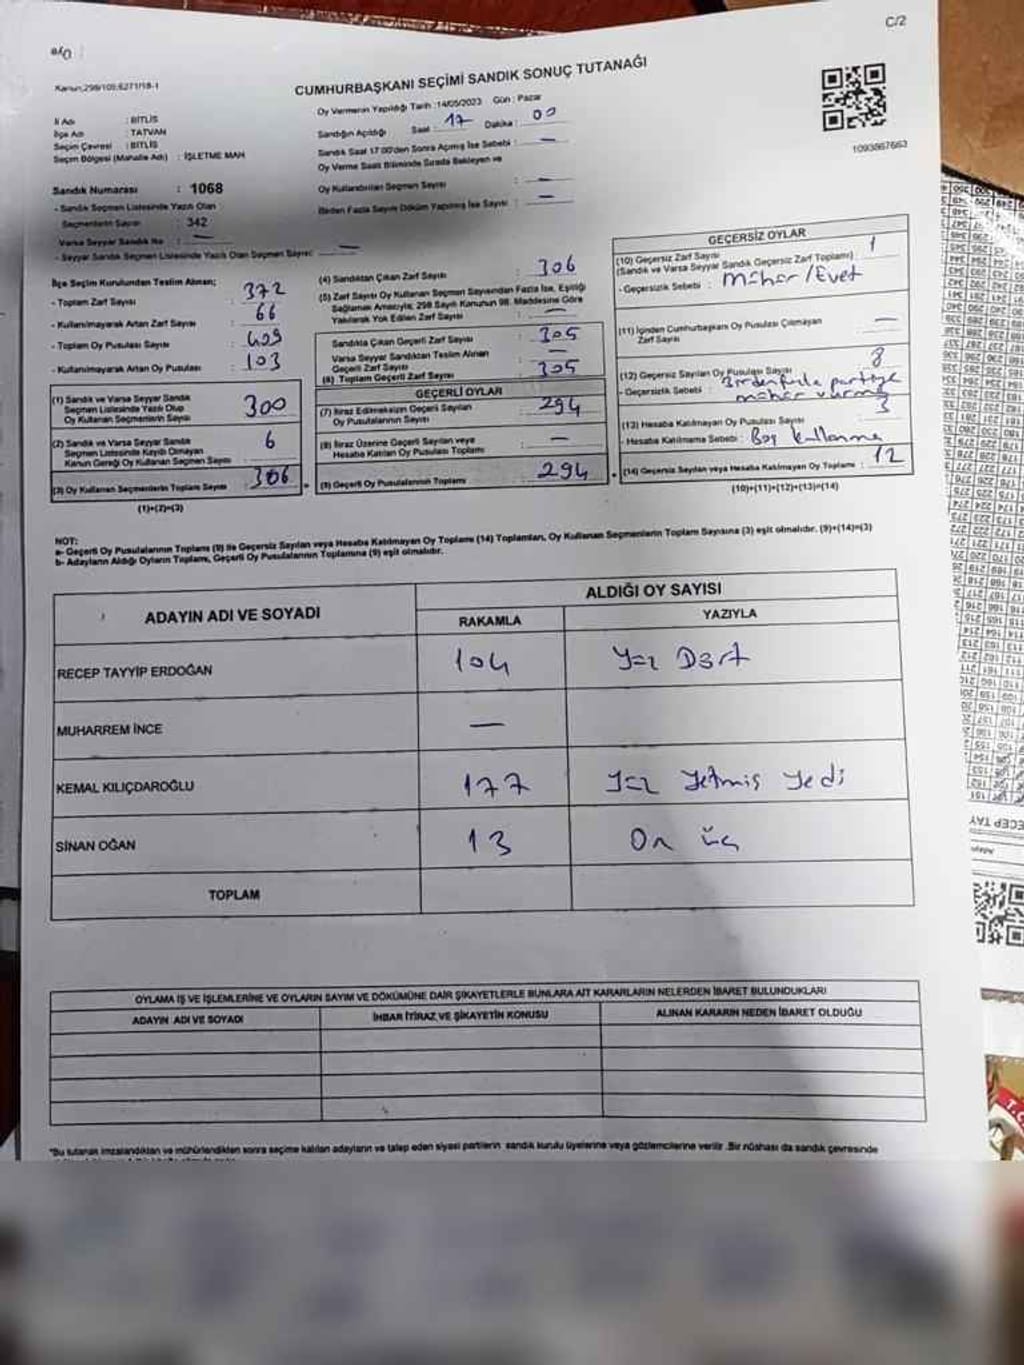 C/2
Kanun;298/105,6271/18-1
CUMHURBAŞKANI SEÇİMİ SANDIK SONUÇ TUTANAĞI
Oy Vermenin Yapıldığı Tarih :14/05/2023 Gün : Pazar
Sandığın Açıldığı Saat : 17 Dakika : 00
Sandık Saat 17:00'den Sonra Açılmış İse Sebebi : —
Oy Verme Saati Bitiminde Sırada Bekleyen ve
Oy Kullandırılan Seçmen Sayısı : —
Birden Fazla Sayım Döküm Yapılmış İse Sayısı : —
1093867663
İl Adı : BİTLİS
İlçe Adı : TATVAN
Seçim Çevresi : BİTLİS
Seçim Bölgesi (Mahalle Adı) : İŞLETME MAH
Sandık Numarası : 1068
- Sandık Seçmen Listesinde Yazılı Olan
Seçmenlerin Sayısı : 342
Varsa Seyyar Sandık No : —
- Seyyar Sandık Seçmen Listesinde Yazılı Olan Seçmen Sayısı: —
İlçe Seçim Kurulundan Teslim Alınan;
- Toplam Zarf Sayısı : 372
- Kullanılmayarak Artan Zarf Sayısı : 66
- Toplam Oy Pusulası Sayısı : 409
- Kullanılmayarak Artan Oy Pusulası : 103
(1) Sandık ve Varsa Seyyar Sandık
Seçmen Listesinde Yazılı Olup
Oy Kullanan Seçmenlerin Sayısı : 300
(2) Sandık ve Varsa Seyyar Sandık
Seçmen Listesinde Kaydı Olmayan
Kanun Gereği Oy Kullanan Seçmen Sayısı : 6
(3) Oy Kullanan Seçmenlerin Toplam Sayısı : 306
(1)+(2)=(3)
(4) Sandıktan Çıkan Zarf Sayısı : 306
(5) Zarf Sayısı Oy Kullanan Seçmen Sayısından Fazla İse, Eşitliği
Sağlamak Amacıyla; 298 Sayılı Kanunun 98. Maddesine Göre
Yakılarak Yok Edilen Zarf Sayısı : —
Sandıkta Çıkan Geçerli Zarf Sayısı : 305
Varsa Seyyar Sandıktan Teslim Alınan
Geçerli Zarf Sayısı : —
(6) Toplam Geçerli Zarf Sayısı : 305
GEÇERLİ OYLAR
(7) İtiraz Edilmeksizin Geçerli Sayılan
Oy Pusulasının Sayısı : 294
(8) İtiraz Üzerine Geçerli Sayılan veya
Hesaba Katılan Oy Pusulası Toplamı : —
(9) Geçerli Oy Pusulalarının Toplamı : 294
GEÇERSİZ OYLAR
(10) Geçersiz Zarf Sayısı : 1
(Sandık ve Varsa Seyyar Sandık Geçersiz Zarf Toplamı)
- Geçersizlik Sebebi : Mühür/Evet
(11) İçinden Cumhurbaşkanı Oy Pusulası Çıkmayan
Zarf Sayısı : —
(12) Geçersiz Sayılan Oy Pusulası Sayısı : 8
- Geçersizlik Sebebi : Birden fazla partiye
mühür vurma
(13) Hesaba Katılmayan Oy Pusulası Sayısı : 3
- Hesaba Katılmama Sebebi : Boş kullanma
(14) Geçersiz Sayılan veya Hesaba Katılmayan Oy Toplamı : 12
(10)+(11)+(12)+(13)=(14)
NOT:
a- Geçerli Oy Pusulalarının Toplamı (9) ile Geçersiz Sayılan veya Hesaba Katılmayan Oy Toplamı (14) Toplamları, Oy Kullanan Seçmenlerin Toplam Sayısına (3) eşit olmalıdır. (9)+(14)=(3)
b- Adayların Aldığı Oyların Toplamı, Geçerli Oy Pusulalarının Toplamına (9) eşit olmalıdır.
ADAYIN ADI VE SOYADI
ALDIĞI OY SAYISI
RAKAMLA YAZIYLA
RECEP TAYYİP ERDOĞAN 104 Yüz Dört
MUHARREM İNCE —
KEMAL KILIÇDAROĞLU 177 Yüz Yetmiş Yedi
SİNAN OĞAN 13 On üç
TOPLAM
OYLAMA İŞ VE İŞLEMLERİNE VE OYLARIN SAYIM VE DÖKÜMÜNE DAİR ŞİKAYETLERLE BUNLARA AİT KARARLARIN NELERDEN İBARET BULUNDUKLARI
ADAYIN ADI VE SOYADI İHBAR İTİRAZ VE ŞİKAYETİN KONUSU ALINAN KARARIN NEDEN İBARET OLDUĞU
*Bu tutanak imzalandıktan ve mühürlendikten sonra seçime katılan adayların ve talep eden siyasi partilerin sandık kurulu üyelerine veya gözlemcilerine verilir. Bir nüshası da sandık çevresinde